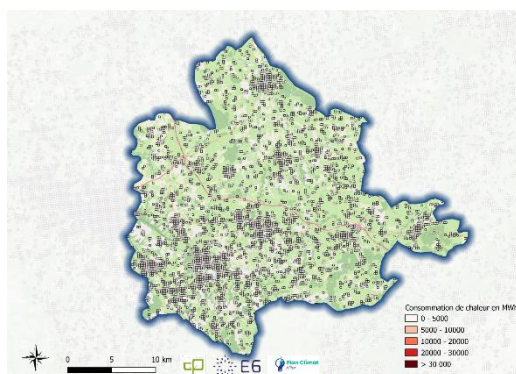 Consommation de chaleur en MWh
0 - 5000
5000 - 10000
10000 - 20000
20000 - 30000
> 30 000
0 5 10 km
E6
Plan Climat